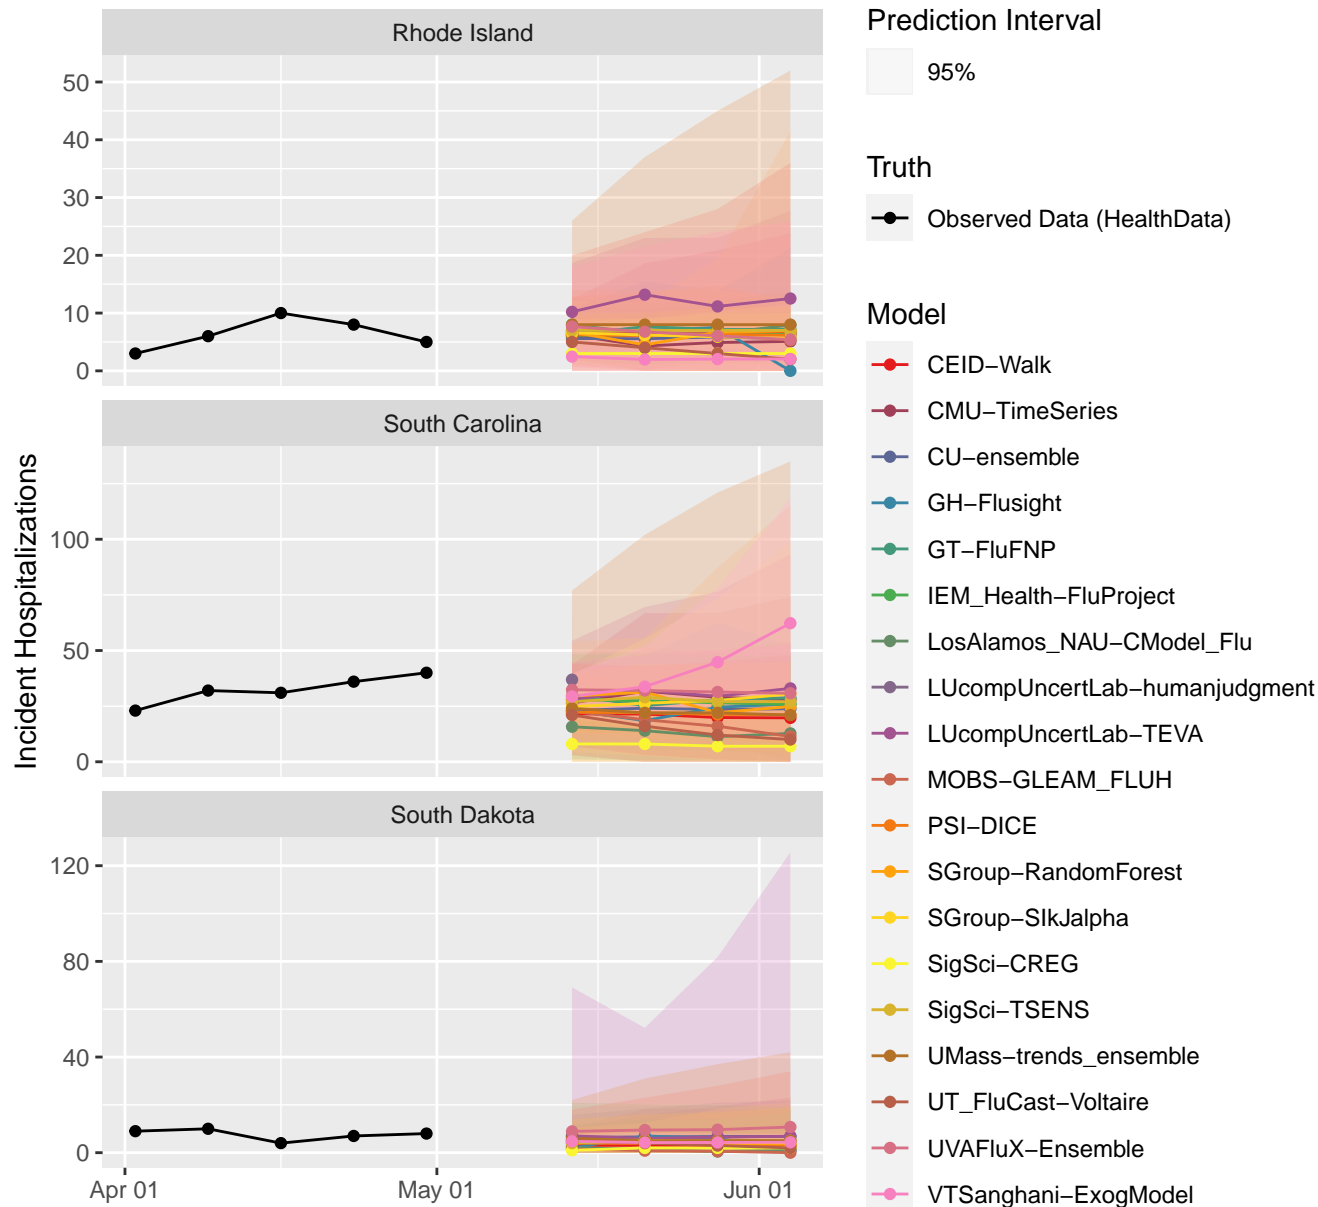 Rhode Island
50
40
30
20
10
0
South Carolina
100
50
0
South Dakota
120
80
40
0
Apr 01
May 01
Jun 01
Incident Hospitalizations
Prediction Interval
95%
Truth
Observed Data (HealthData)
Model
CEID−Walk
CMU−TimeSeries
CU−ensemble
GH−Flusight
GT−FluFNP
IEM_Health−FluProject
LosAlamos_NAU−CModel_Flu
LUcompUncertLab−humanjudgment
LUcompUncertLab−TEVA
MOBS−GLEAM_FLUH
PSI−DICE
SGroup−RandomForest
SGroup−SIkJalpha
SigSci−CREG
SigSci−TSENS
UMass−trends_ensemble
UT_FluCast−Voltaire
UVAFluX−Ensemble
VTSanghani−ExogModel